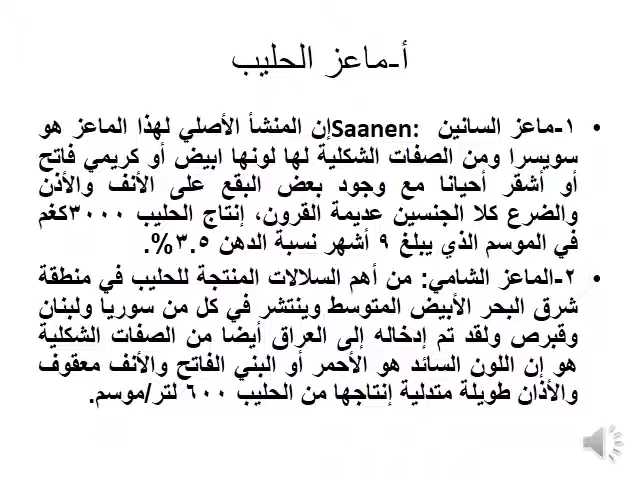 أ-ماعز الحليب
• ١-ماعز السانين Saanen: إن المنشأ الأصلي لهذا الماعز هو
سويسرا ومن الصفات الشكلية لها لونها ابيض أو كريمي فاتح
أو أشقر أحيانا مع وجود بعض البقع على الأنف والأذن
والضرع كلا الجنسين عديمة القرون، إنتاج الحليب ٣٠٠٠كغم
في الموسم الذي يبلغ ٩ أشهر نسبة الدهن ٣.٥%.
• ٢-الماعز الشامي: من أهم السلالات المنتجة للحليب في منطقة
شرق البحر الأبيض المتوسط وينتشر في كل من سوريا ولبنان
وقبرص ولقد تم إدخاله إلى العراق أيضا من الصفات الشكلية
هو إن اللون السائد هو الأحمر أو البني الفاتح والأنف معقوف
والأذان طويلة متدلية إنتاجها من الحليب ٦٠٠ لتر/موسم.